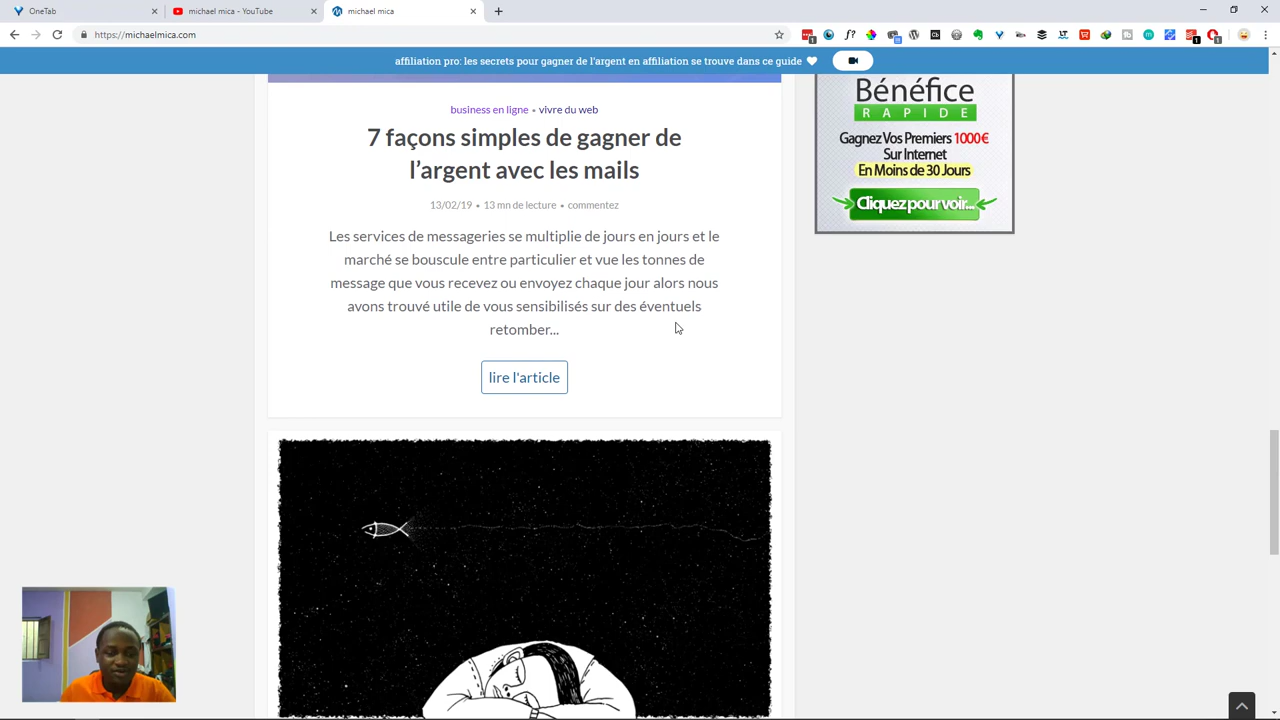 OneTab
michael mica - YouTube
michael mica
https://michaelmica.com
affiliation pro: les secrets pour gagner de l'argent en affiliation se trouve dans ce guide
business en ligne • vivre du web
7 façons simples de gagner de
l'argent avec les mails
13/02/19 • 13 mn de lecture • commentez
Les services de messageries se multiplie de jours en jours et le
marché se bouscule entre particulier et vue les tonnes de
message que vous recevez ou envoyez chaque jour alors nous
avons trouvé utile de vous sensibilisés sur des éventuels
retomber...
lire l'article
Bénéfice
RAPIDE
Gagnez Vos Premiers 1000€
Sur Internet
En Moins de 30 Jours
Cliquez pour voir...